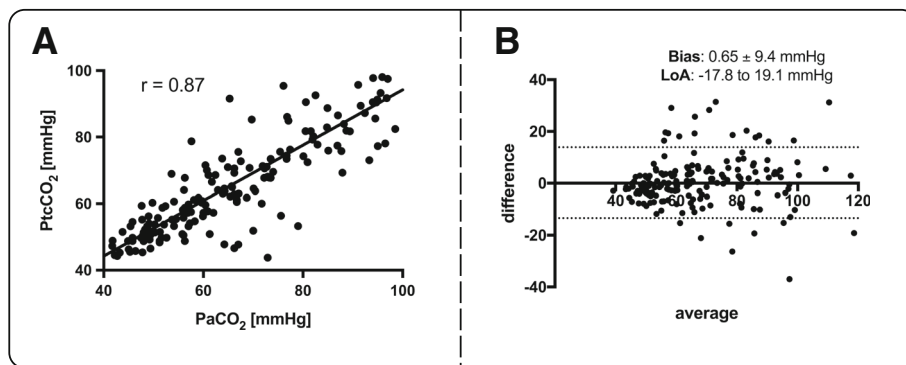 A
r = 0.87
100
80
60
40
PtcCO₂ [mmHg]
40 60 80 100
PaCO₂ [mmHg]
B
Bias: 0.65 ± 9.4 mmHg
LoA: -17.8 to 19.1 mmHg
40
20
0
-20
-40
difference
40 60 80 100 120
average